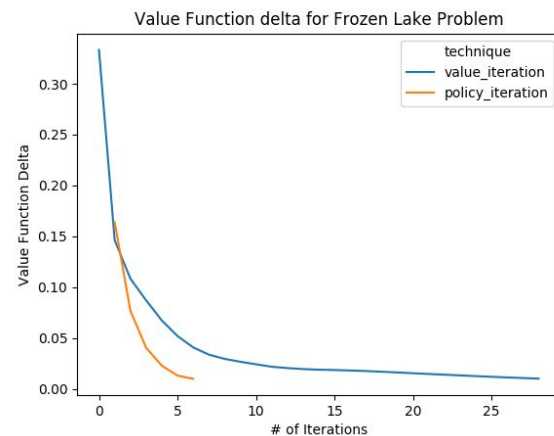 Value Function delta for Frozen Lake Problem
technique
value_iteration
policy_iteration
Value Function Delta
0.30
0.25
0.20
0.15
0.10
0.05
0.00
0
5
10
15
20
25
# of Iterations